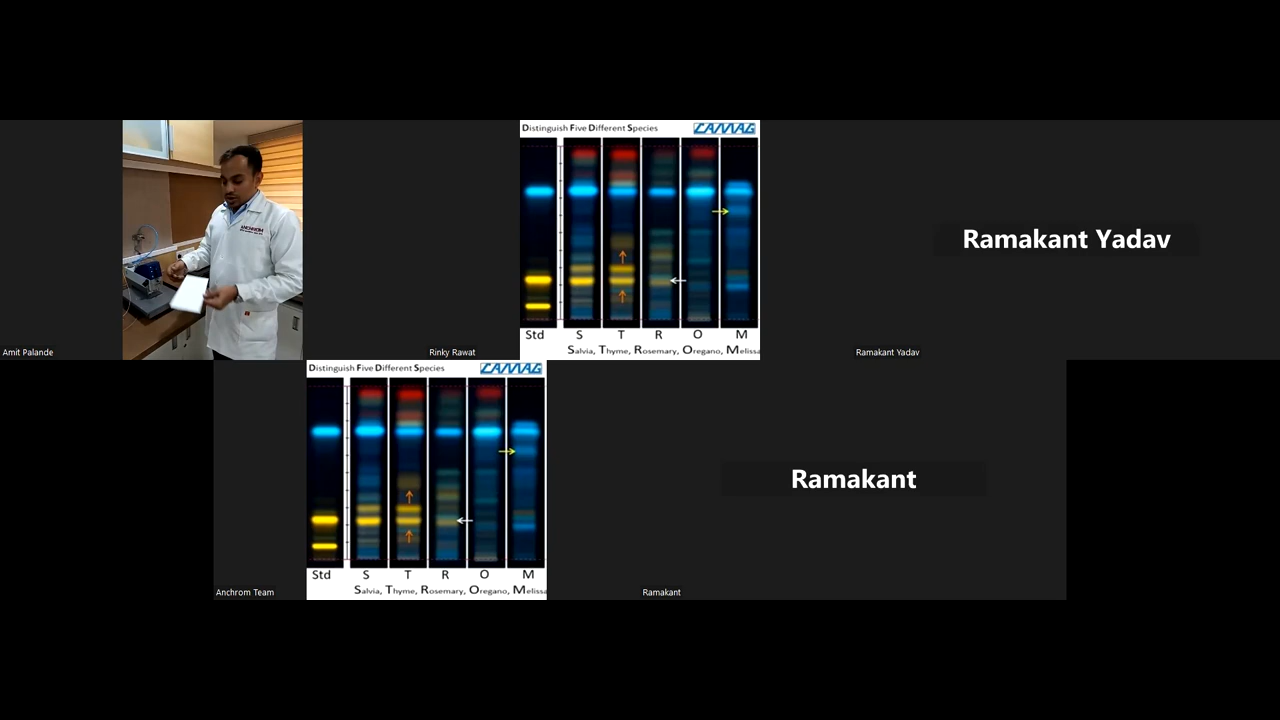 Distinguish Five Different Species
CAMAG
Std S T R O M
Salvia, Thyme, Rosemary, Oregano, Melissa
ANCHROM
Ramakant Yadav
Amit Palande
Rinky Rawat
Ramakant Yadav
Distinguish Five Different Species
CAMAG
Std S T R O M
Salvia, Thyme, Rosemary, Oregano, Melissa
Ramakant
Anchrom Team
Ramakant